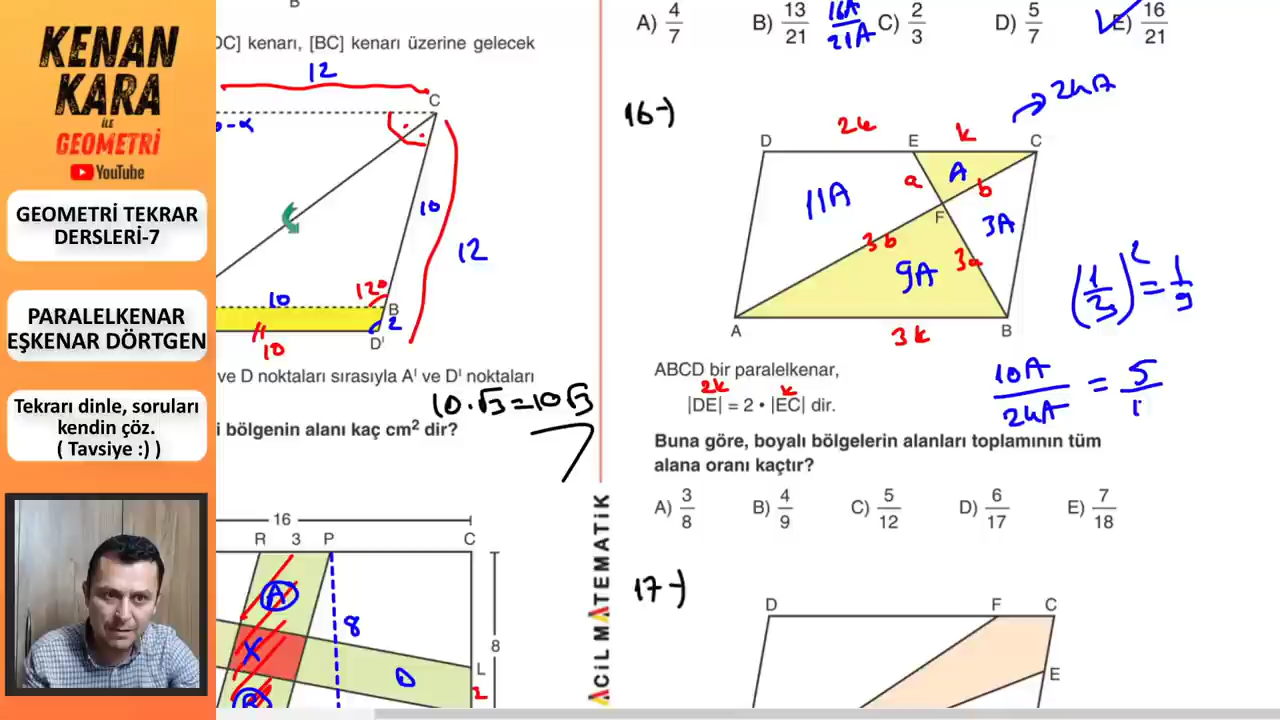 KENAN
KARA
İLE
GEOMETRİ
YouTube
GEOMETRİ TEKRAR
DERSLERİ-7
PARALELKENAR
EŞKENAR DÖRTGEN
Tekrarı dinle, soruları
kendin çöz.
( Tavsiye :) )
B
DC] kenarı, [BC] kenarı üzerine gelecek
12
C
10
12
10
120
B
2
D'
10
ve D noktaları sırasıyla A' ve D' noktaları
10.√3=10√3
i bölgenin alanı kaç cm² dir?
16
R 3 P C
A
8
8
X
D
L
2
B
ACİLMATEMATİK
A) 4/7 B) 13/21 16A/21A C) 2/3 D) 5/7 E) 16/21
16-)
24A
2k k
D E C
A
a b
11A
F
3A
3b
3a
9A
A B
3k
(1/3)² = 1/9
ABCD bir paralelkenar,
2k k
|DE| = 2 • |EC| dir.
10A/24A = 5/1
Buna göre, boyalı bölgelerin alanları toplamının tüm
alana oranı kaçtır?
A) 3/8 B) 4/9 C) 5/12 D) 6/17 E) 7/18
17-)
D F C
E